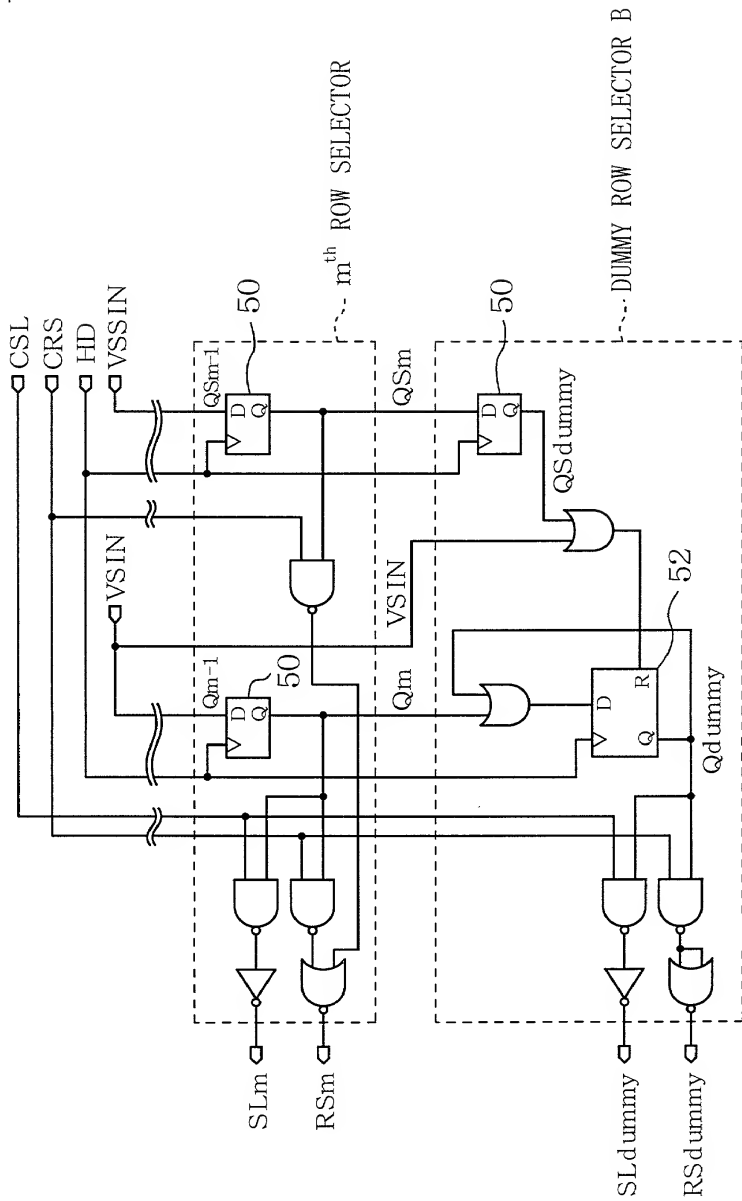 CSL
CRS
HD
VSSIN
VSIN
mth ROW SELECTOR
QSm-1
50
D
Q
Qm-1
50
D
Q
QSm
VSIN
Qm
DUMMY ROW SELECTOR B
50
D
Q
QSdummy
52
D
R
Q
Qdummy
SLm
RSm
SLdummy
RSdummy